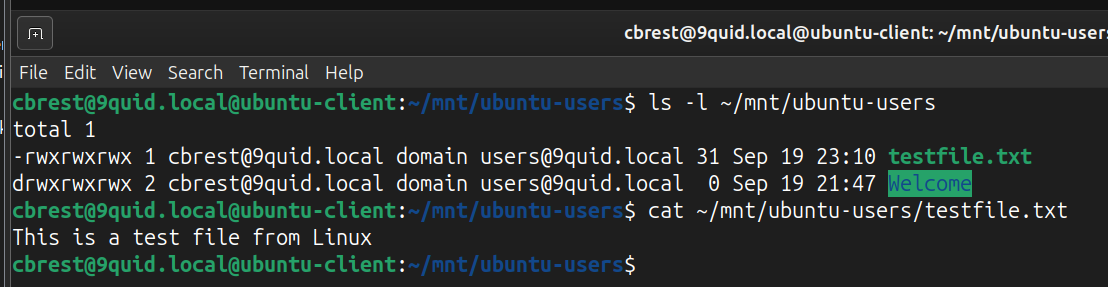 cbrest@9quid.local@ubuntu-client: ~/mnt/ubuntu-users
File Edit View Search Terminal Help
cbrest@9quid.local@ubuntu-client:~/mnt/ubuntu-users$ ls -l ~/mnt/ubuntu-users
total 1
-rwxrwxrwx 1 cbrest@9quid.local domain users@9quid.local 31 Sep 19 23:10 testfile.txt
drwxrwxrwx 2 cbrest@9quid.local domain users@9quid.local  0 Sep 19 21:47 Welcome
cbrest@9quid.local@ubuntu-client:~/mnt/ubuntu-users$ cat ~/mnt/ubuntu-users/testfile.txt
This is a test file from Linux
cbrest@9quid.local@ubuntu-client:~/mnt/ubuntu-users$